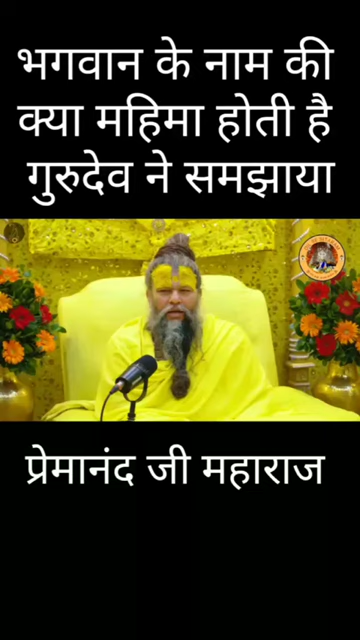 भगवान के नाम की
क्या महिमा होती है
गुरुदेव ने समझाया
प्रेमानंद जी महाराज